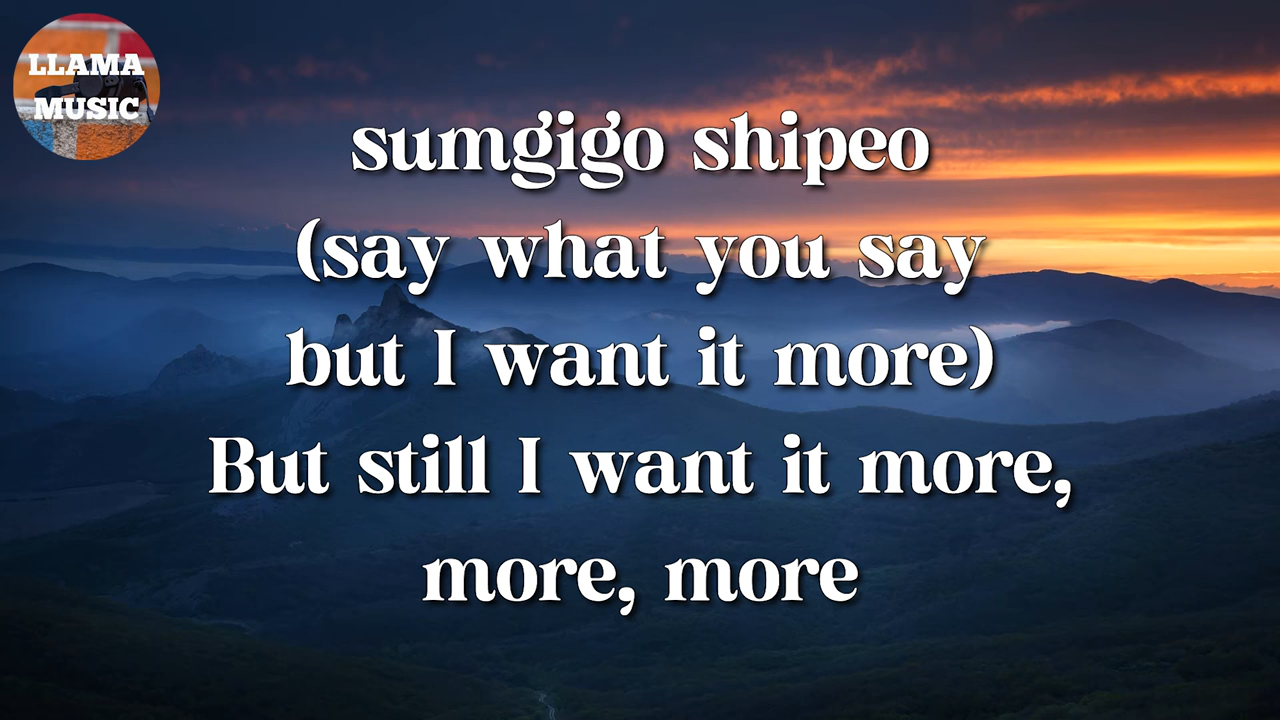 LLAMA
MUSIC
sumgigo shipeo
(say what you say
but I want it more)
But still I want it more,
more, more